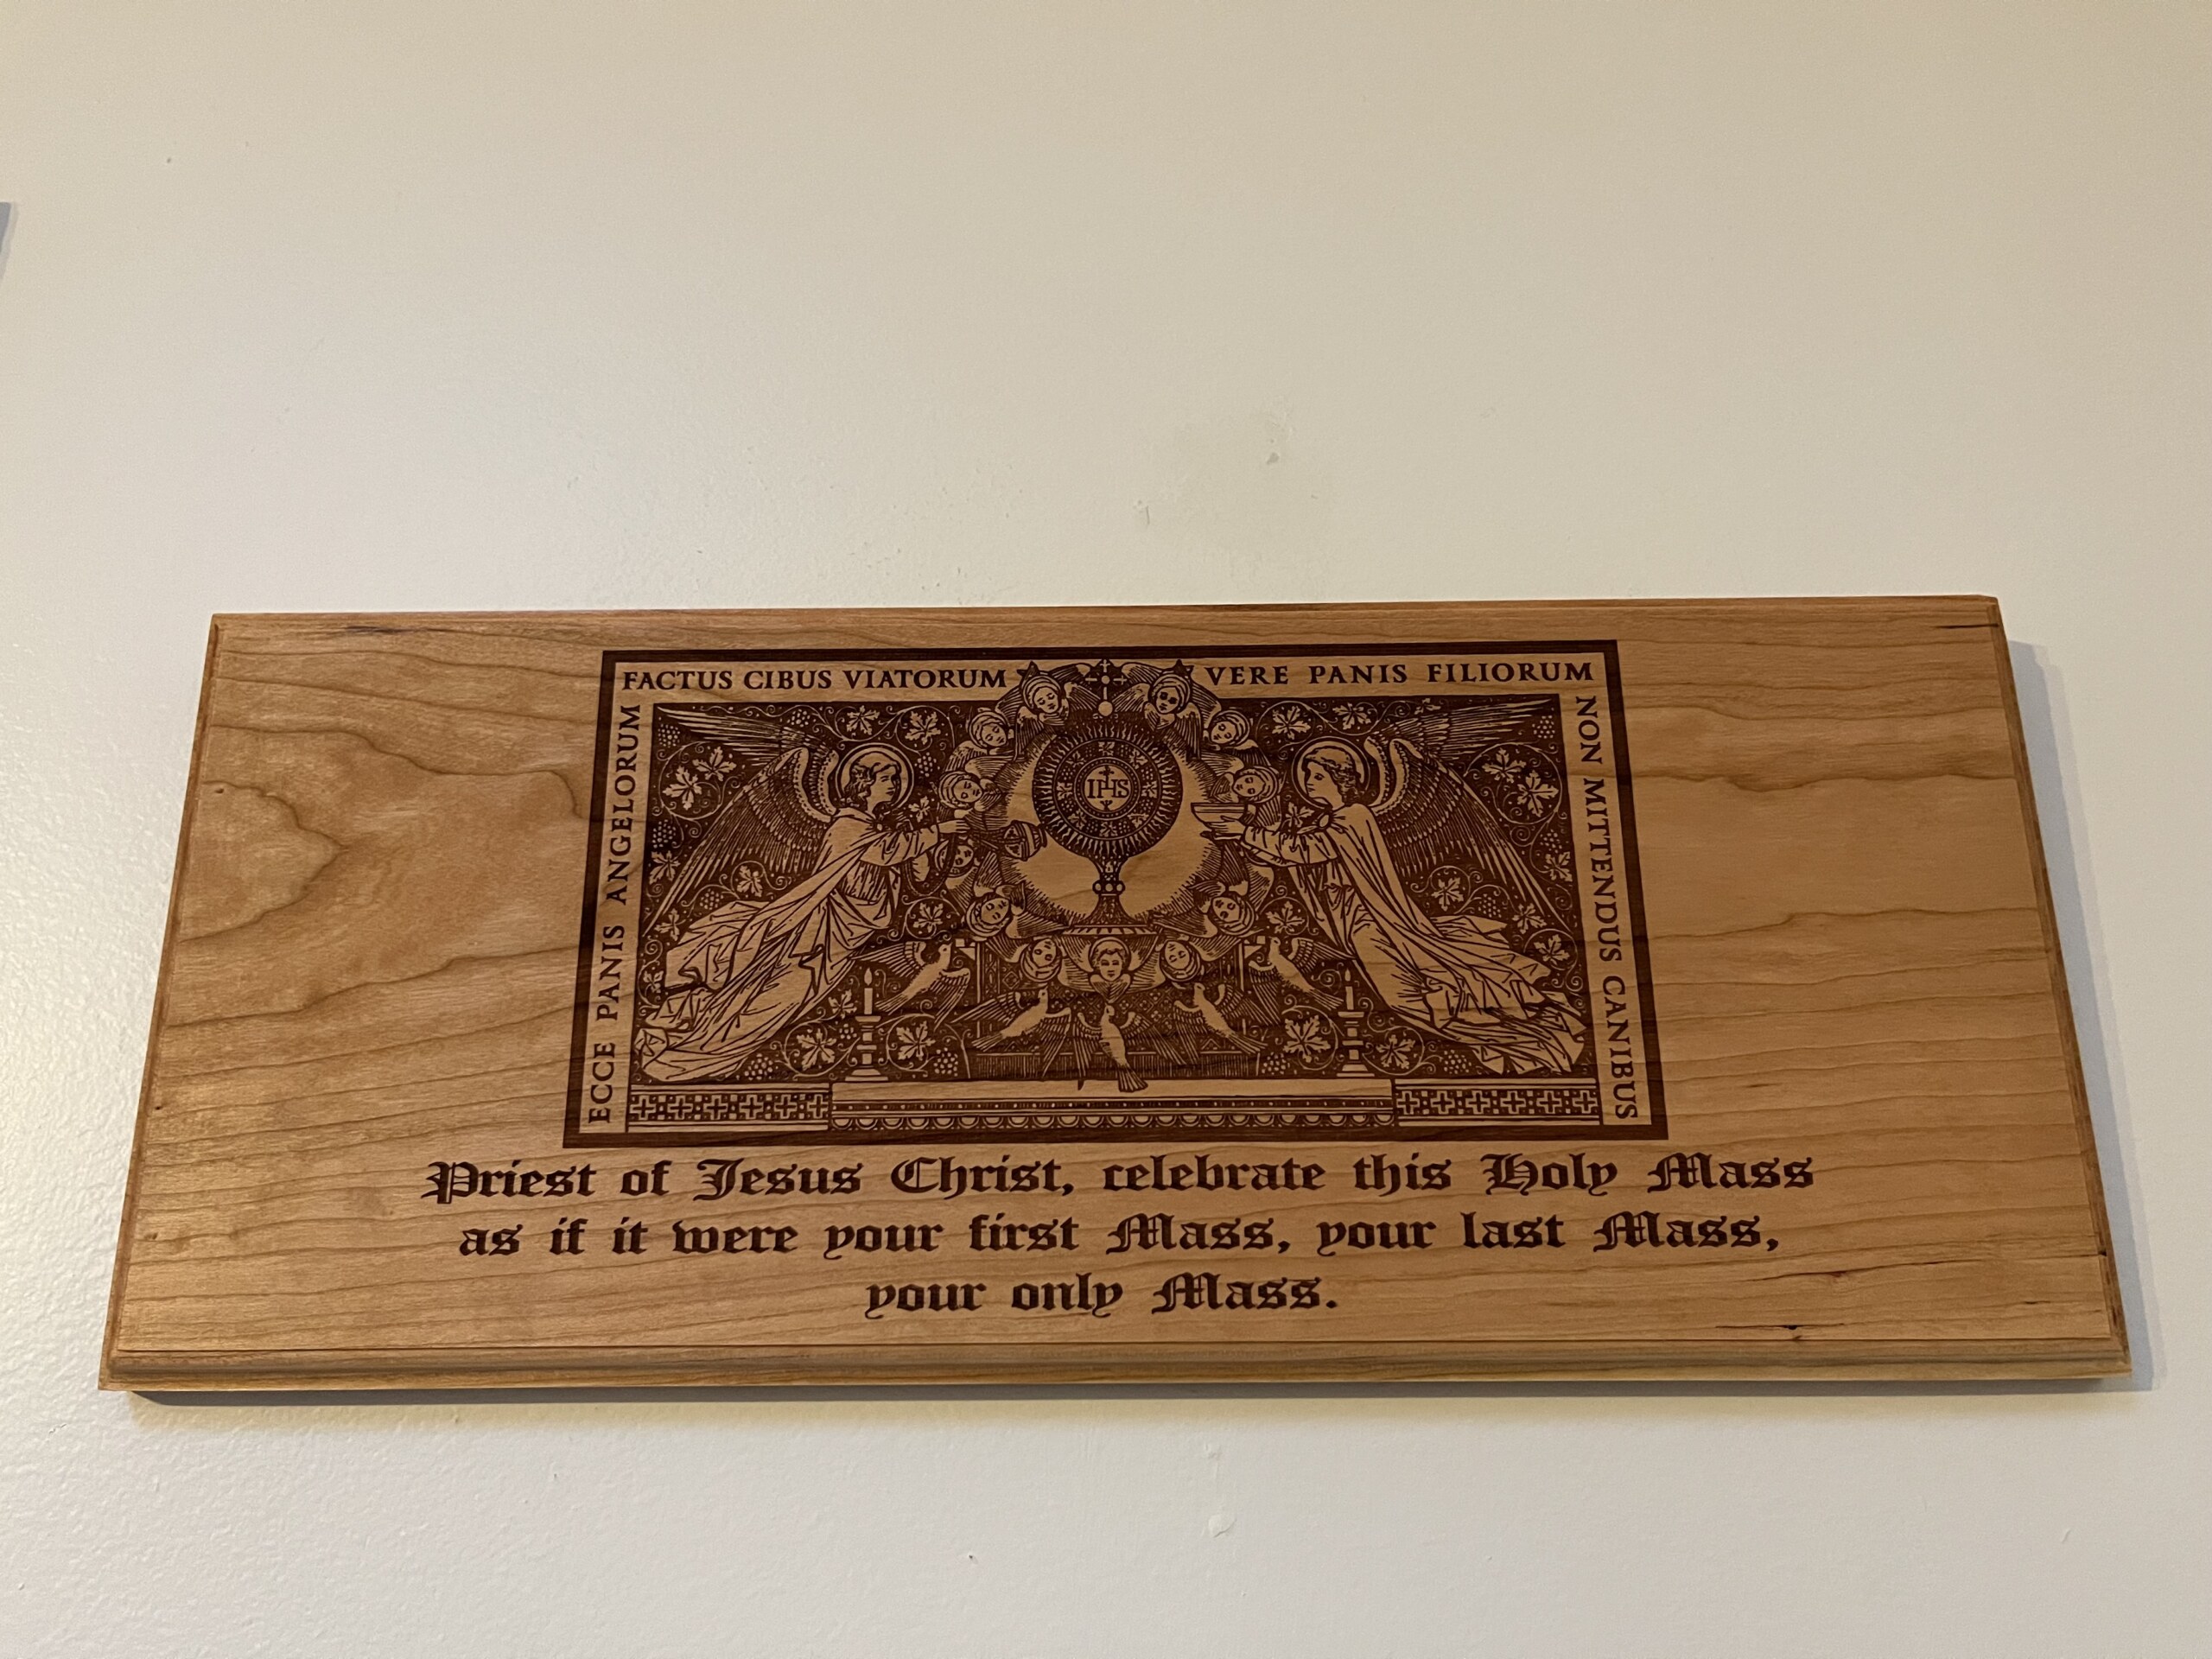 ECCE PANIS ANGELORUM
FACTUS CIBUS VIATORUM
VERE PANIS FILIORUM
NON MITTENDUS CANIBUS
IHS
Priest of Jesus Christ, celebrate this Holy Mass
as if it were your first Mass, your last Mass,
your only Mass.